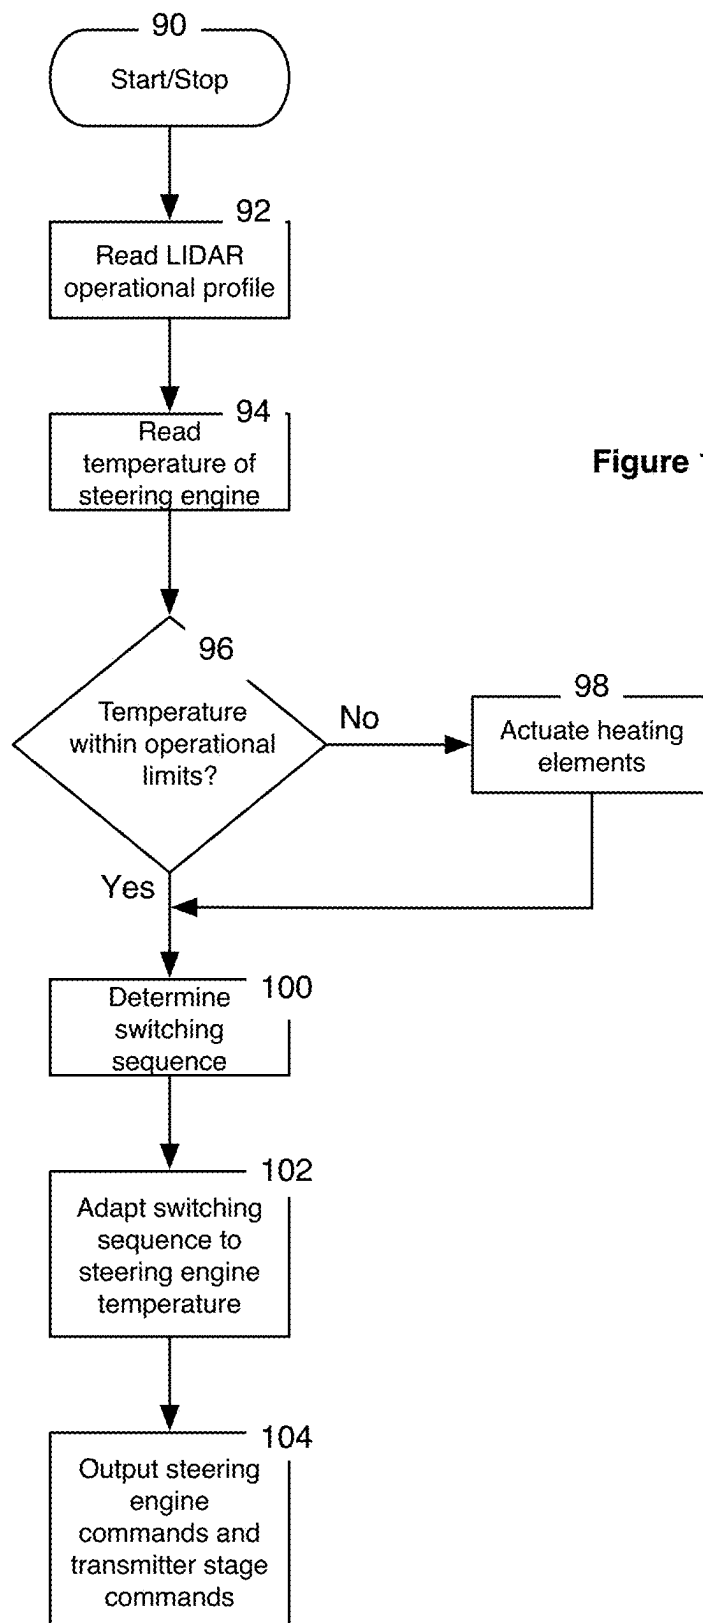 90
Start/Stop
92
Read LIDAR
operational profile
94
Read
temperature of
steering engine
Figure
96
Temperature
within operational
limits?
No
98
Actuate heating
elements
Yes
100
Determine
switching
sequence
102
Adapt switching
sequence to
steering engine
temperature
104
Output steering
engine
commands and
transmitter stage
commands